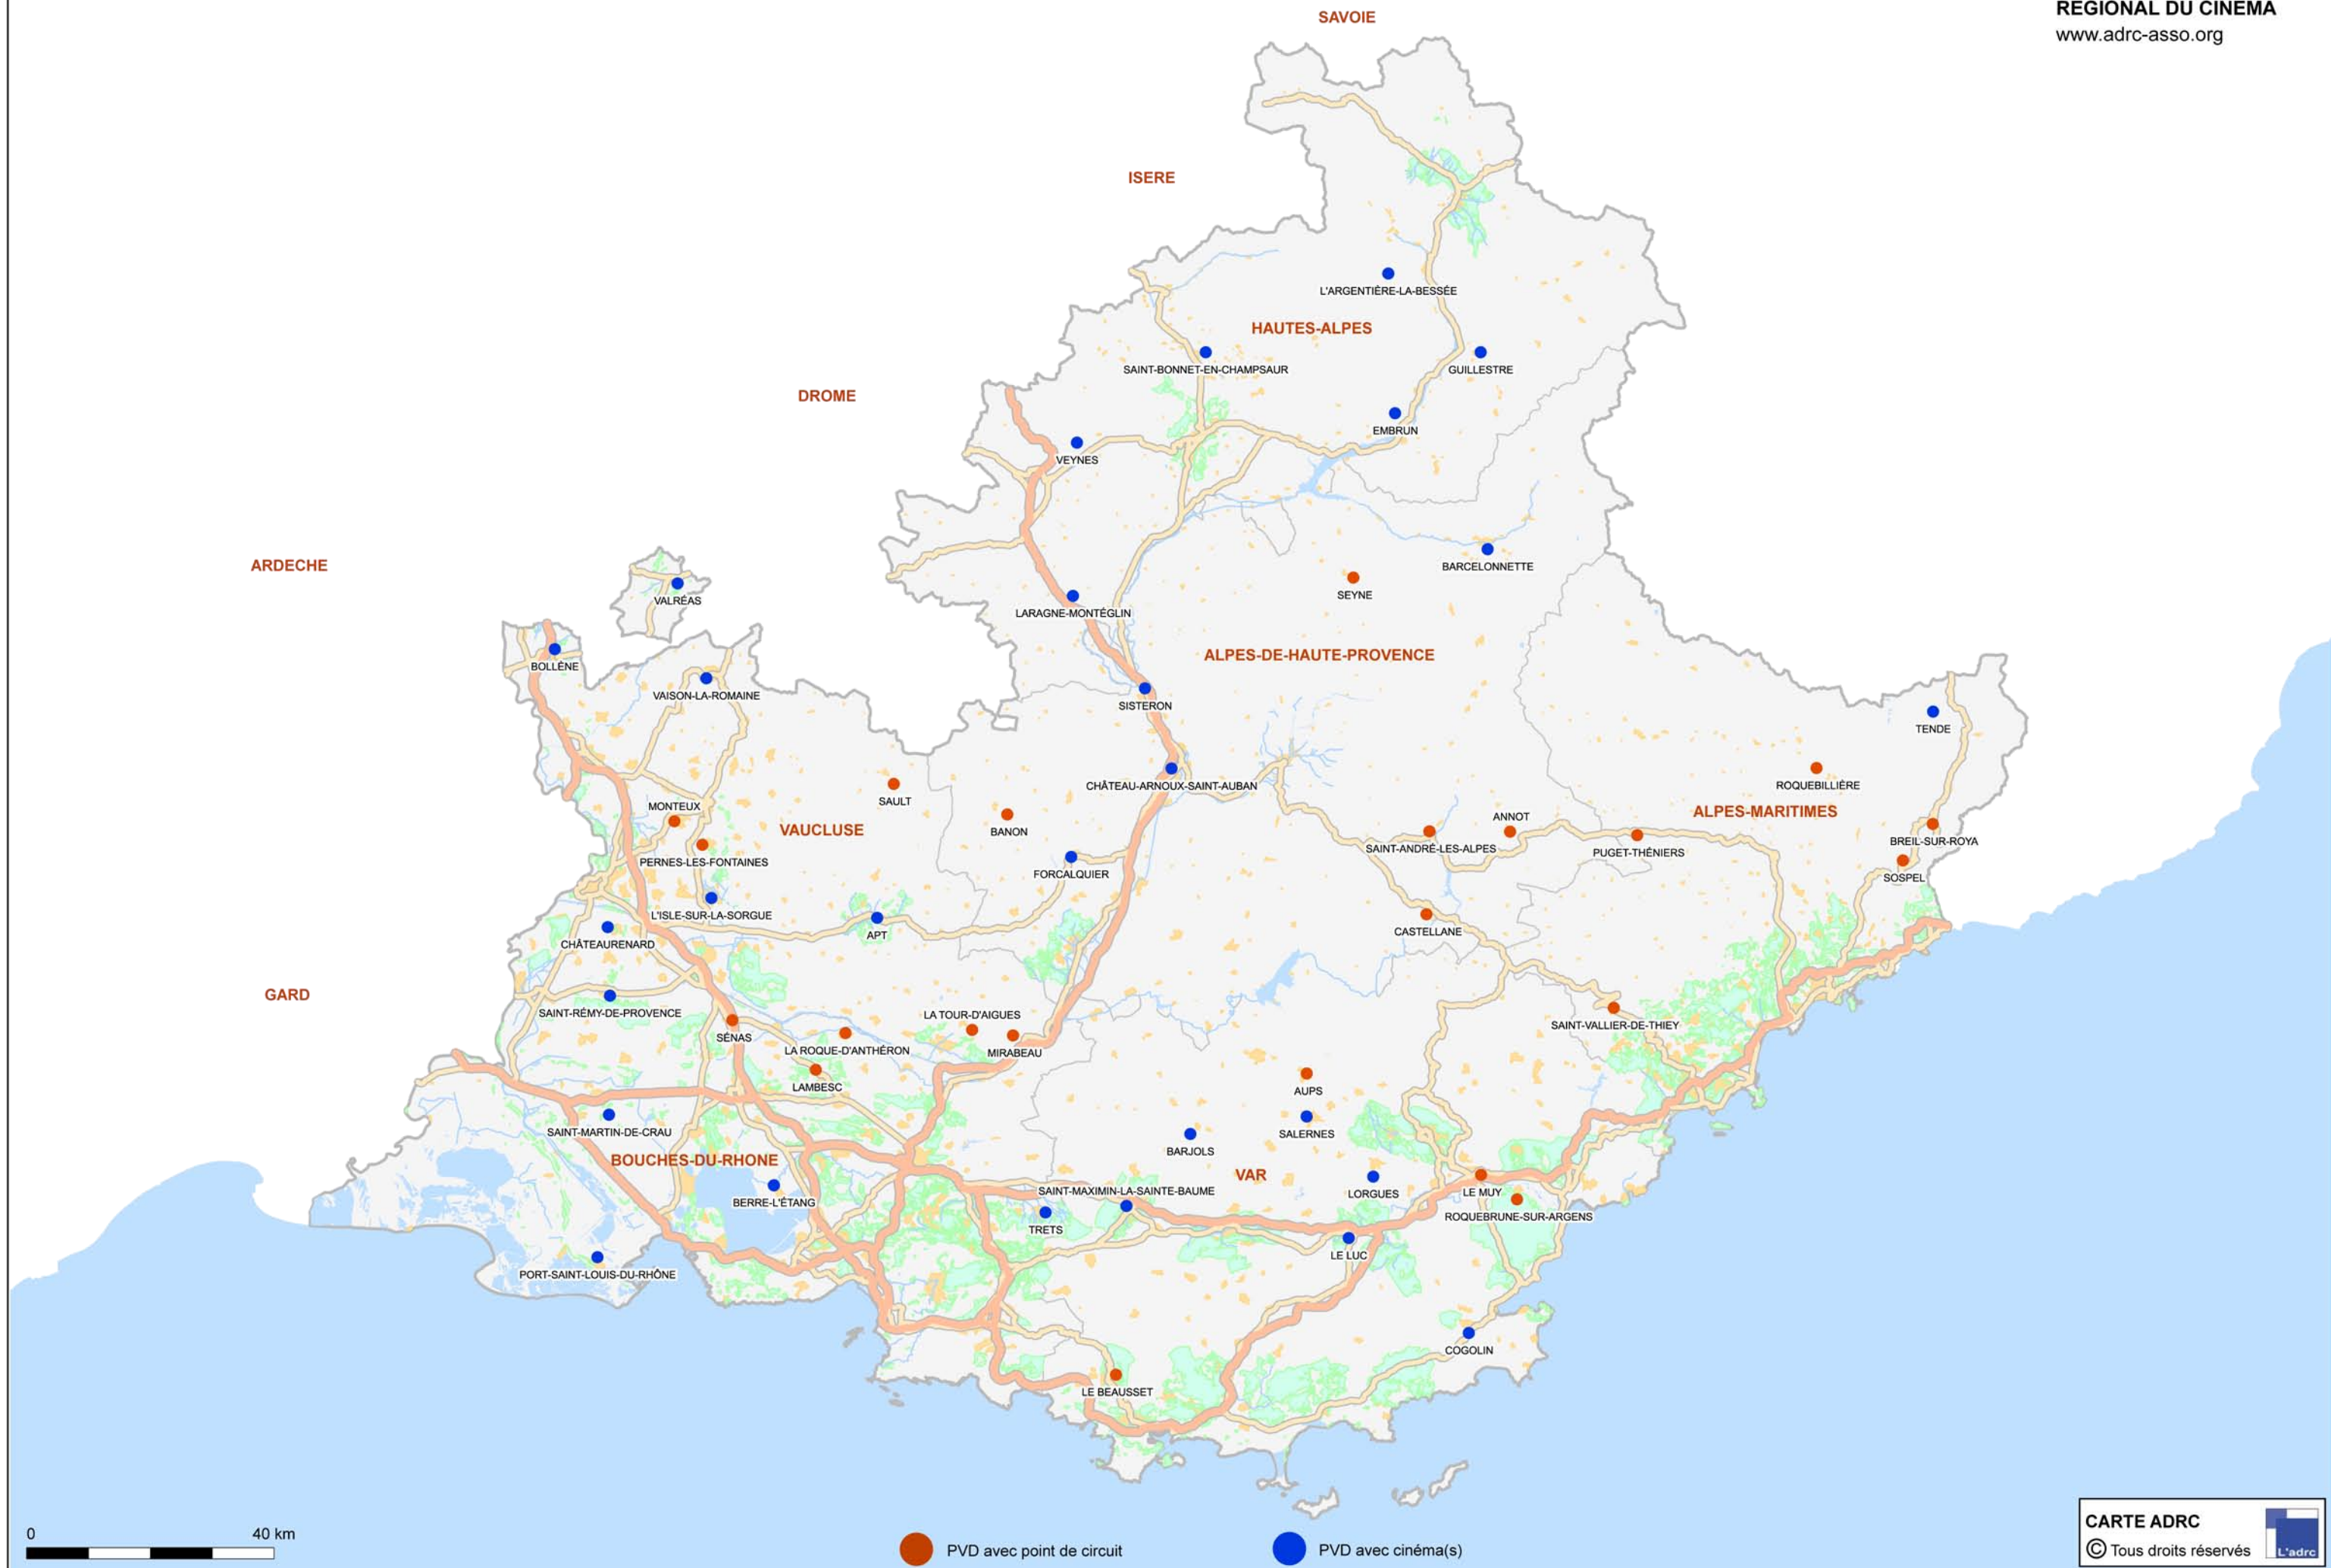 REGIONAL DU CINEMA
www.adrc-asso.org
SAVOIE
ISERE
L'ARGENTIÈRE-LA-BESSÉE
HAUTES-ALPES
SAINT-BONNET-EN-CHAMPSAUR
GUILLESTRE
DROME
EMBRUN
VEYNES
ARDECHE
BARCELONNETTE
VALRÉAS
SEYNE
LARAGNE-MONTÉGLIN
ALPES-DE-HAUTE-PROVENCE
BOLLÈNE
VAISON-LA-ROMAINE
SISTERON
TENDE
CHÂTEAU-ARNOUX-SAINT-AUBAN
ROQUEBILLIÈRE
SAULT
MONTEUX
ALPES-MARITIMES
ANNOT
VAUCLUSE
BANON
BREIL-SUR-ROYA
SAINT-ANDRÉ-LES-ALPES
PUGET-THÉNIERS
PERNES-LES-FONTAINES
FORCALQUIER
SOSPEL
L'ISLE-SUR-LA-SORGUE
CASTELLANE
APT
CHÂTEAURENARD
GARD
SAINT-RÉMY-DE-PROVENCE
LA TOUR-D'AIGUES
SAINT-VALLIER-DE-THIEY
SÉNAS
LA ROQUE-D'ANTHÉRON
MIRABEAU
LAMBESC
AUPS
SAINT-MARTIN-DE-CRAU
SALERNES
BARJOLS
BOUCHES-DU-RHONE
VAR
SAINT-MAXIMIN-LA-SAINTE-BAUME
LORGUES
LE MUY
BERRE-L'ÉTANG
ROQUEBRUNE-SUR-ARGENS
TRETS
LE LUC
PORT-SAINT-LOUIS-DU-RHÔNE
COGOLIN
LE BEAUSSET
0 40 km
PVD avec point de circuit
PVD avec cinéma(s)
CARTE ADRC
© Tous droits réservés
L'adrc